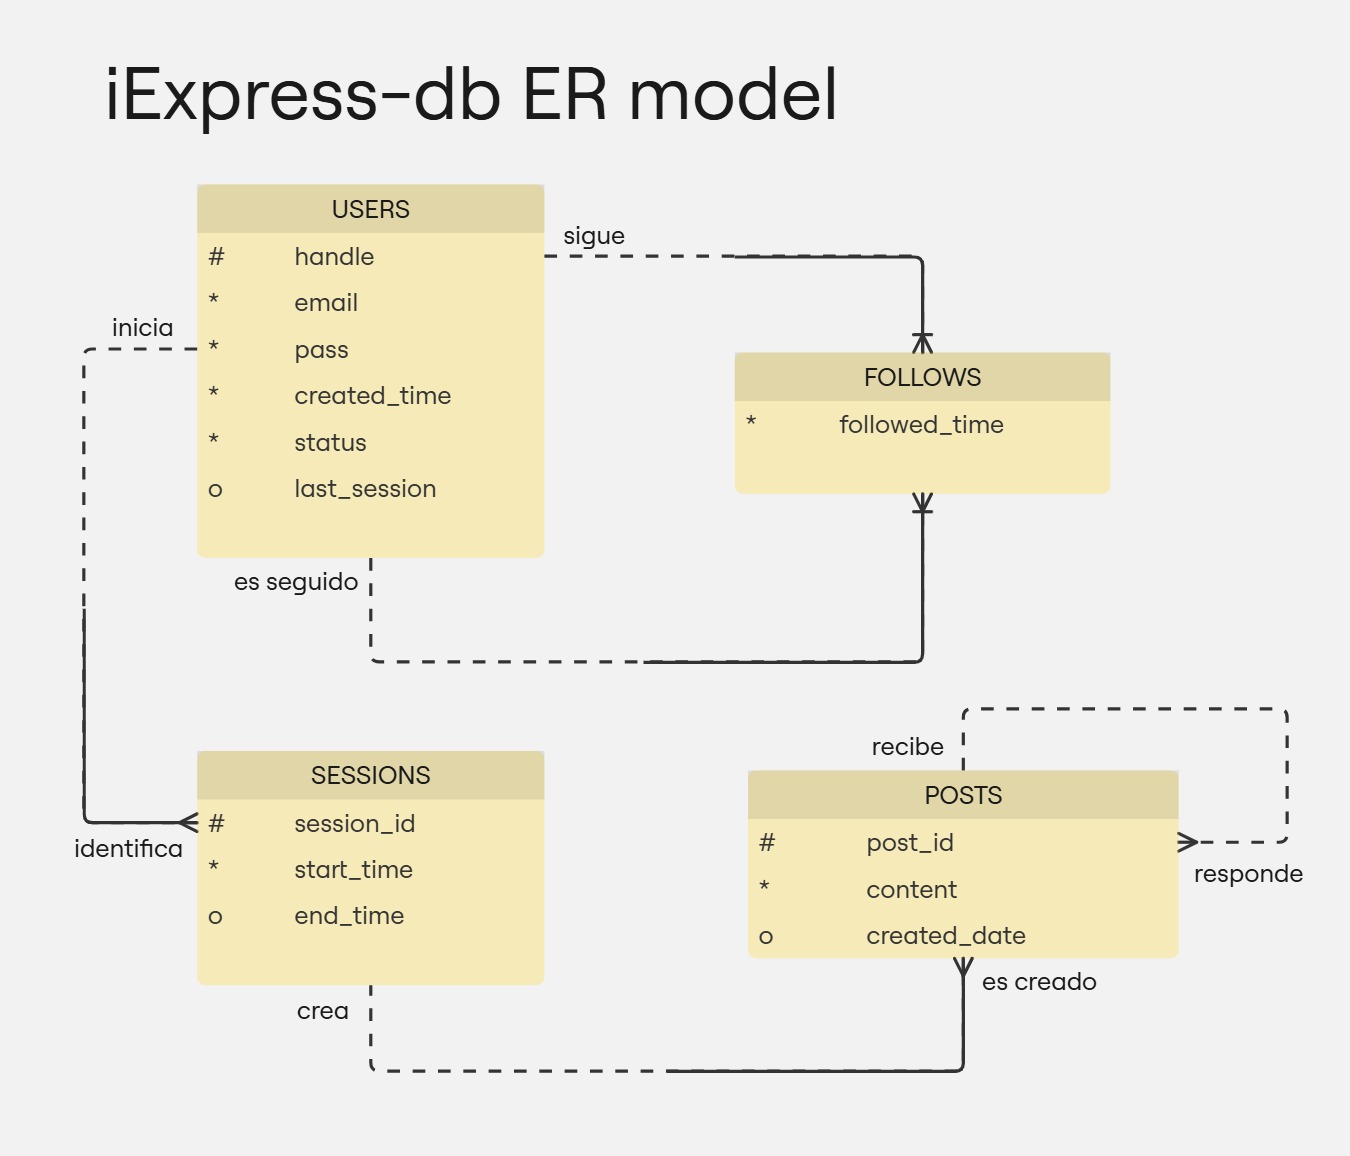 iExpress-db ER model
USERS
# handle
* email
* pass
* created_time
* status
o last_session
sigue
inicia
FOLLOWS
* followed_time
es seguido
recibe
SESSIONS
# session_id
* start_time
o end_time
identifica
POSTS
# post_id
* content
o created_date
responde
crea
es creado